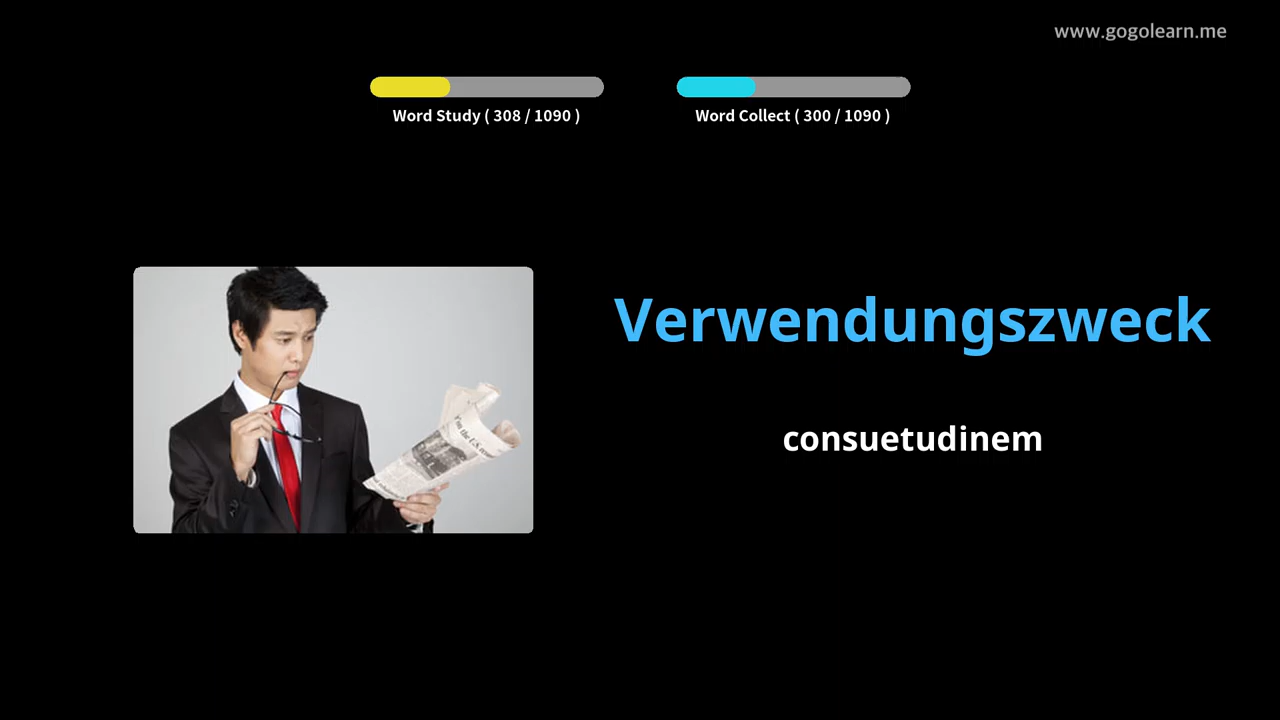 www.gogolearn.me
Word Study ( 308 / 1090 )
Word Collect ( 300 / 1090 )
Verwendungszweck
consuetudinem